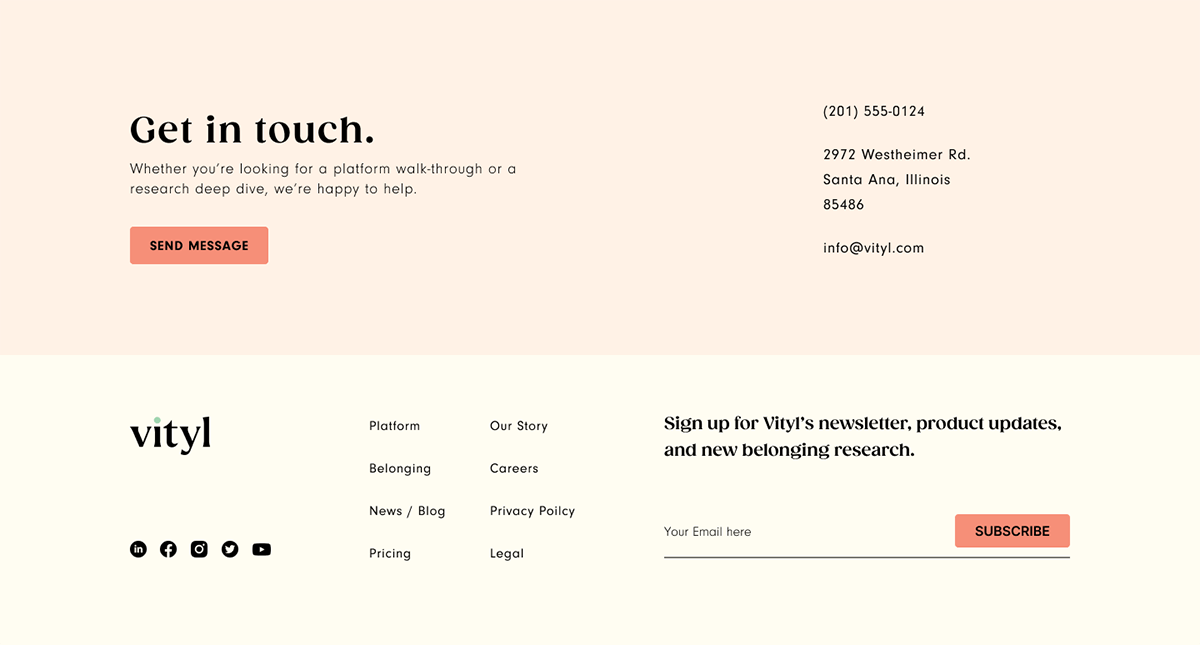 Get in touch.
Whether you’re looking for a platform walk-through or a
research deep dive, we’re happy to help.
SEND MESSAGE
(201) 555-0124
2972 Westheimer Rd.
Santa Ana, Illinois
85486
info@vityl.com
vityl
in
Platform
Belonging
News / Blog
Pricing
Our Story
Careers
Privacy Poilcy
Legal
Sign up for Vityl’s newsletter, product updates,
and new belonging research.
Your Email here
SUBSCRIBE